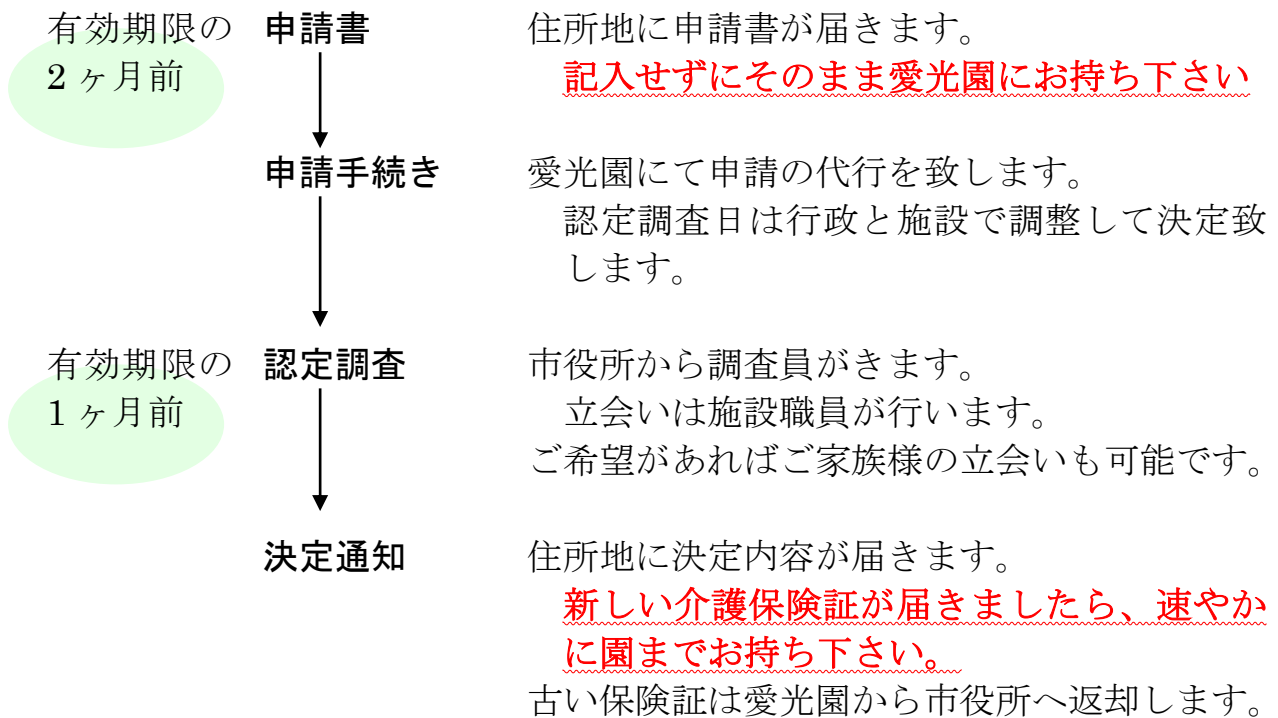 有効期限の 申請書 住所地に申請書が届きます。
2ヶ月前 記入せずにそのまま愛光園にお持ち下さい
申請手続き 愛光園にて申請の代行を致します。
認定調査日は行政と施設で調整して決定致
します。
有効期限の 認定調査 市役所から調査員がきます。
1ヶ月前 立会いは施設職員が行います。
ご希望があればご家族様の立会いも可能です。
決定通知 住所地に決定内容が届きます。
新しい介護保険証が届きましたら、速やか
に園までお持ち下さい。
古い保険証は愛光園から市役所へ返却します。